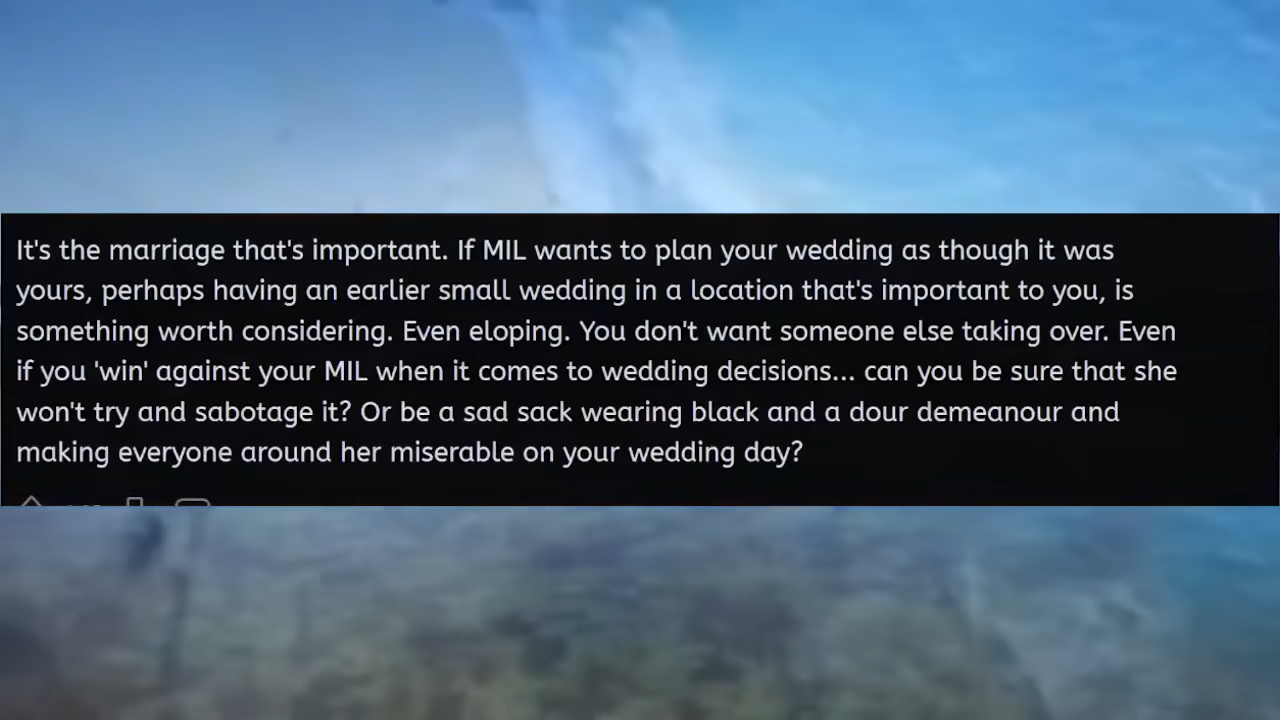 It's the marriage that's important. If MIL wants to plan your wedding as though it was
yours, perhaps having an earlier small wedding in a location that's important to you, is
something worth considering. Even eloping. You don't want someone else taking over. Even
if you 'win' against your MIL when it comes to wedding decisions... can you be sure that she
won't try and sabotage it? Or be a sad sack wearing black and a dour demeanour and
making everyone around her miserable on your wedding day?